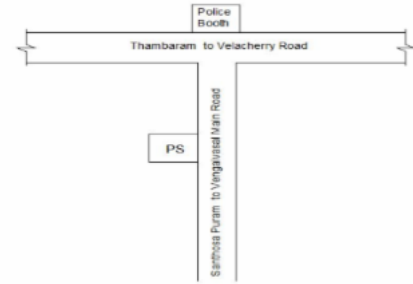 Police
Booth
Thambaram to Velacherry Road
PS
Santhosa Puram to Vengaivasal Main Road